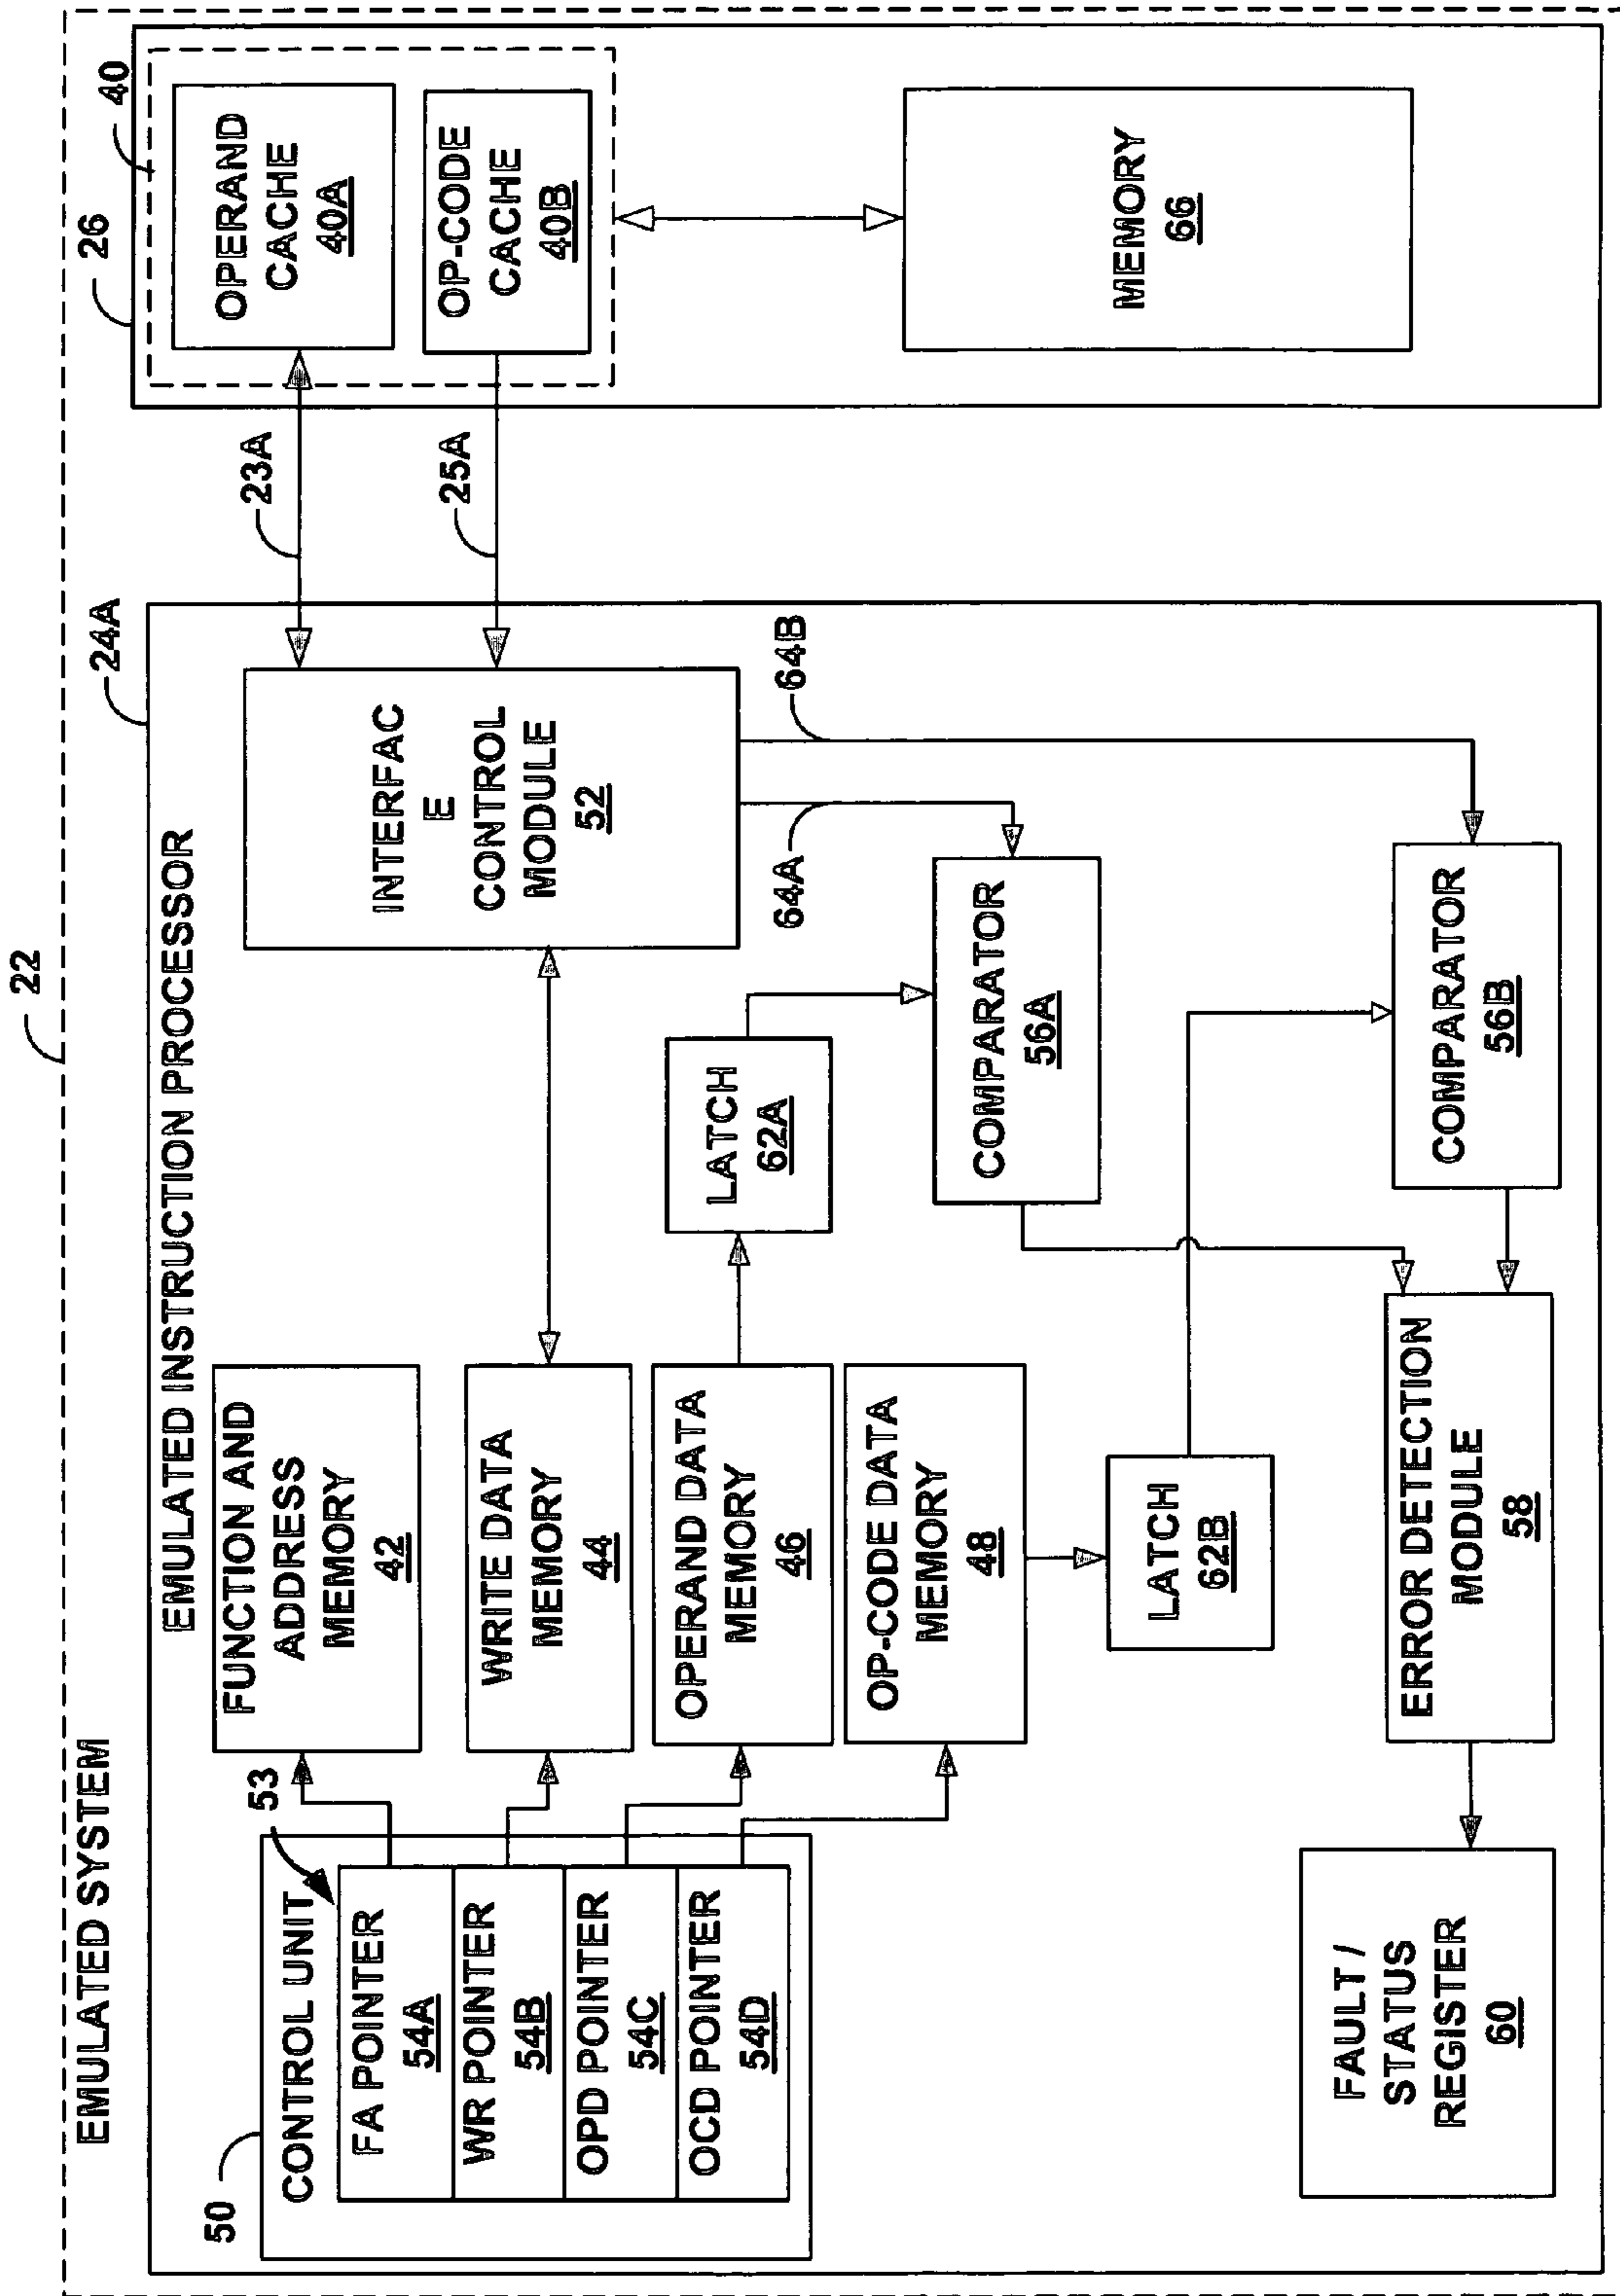 22
EMULATED SYSTEM
24A
EMULATED INSTRUCTION PROCESSOR
50
CONTROL UNIT
53
FA POINTER
54A
WR POINTER
54B
OPD POINTER
54C
OCD POINTER
54D
FUNCTION AND
ADDRESS
MEMORY
42
WRITE DATA
MEMORY
44
OPERAND DATA
MEMORY
46
OP-CODE DATA
MEMORY
48
LATCH
62A
LATCH
62B
INTERFAC
E
CONTROL
MODULE
52
64A
64B
COMPARATOR
56A
COMPARATOR
56B
ERROR DETECTION
MODULE
58
FAULT /
STATUS
REGISTER
60
23A
25A
26
40
OPERAND
CACHE
40A
OP-CODE
CACHE
40B
MEMORY
66